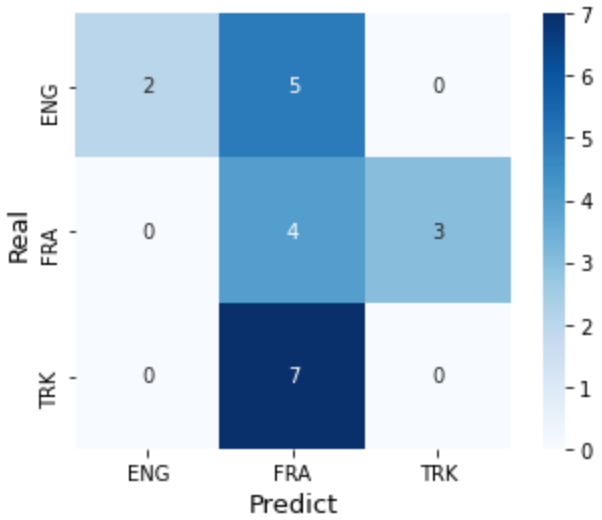 ENG 2 5 0
FRA 0 4 3
TRK 0 7 0
ENG FRA TRK
Real
Predict
7
6
5
4
3
2
1
0